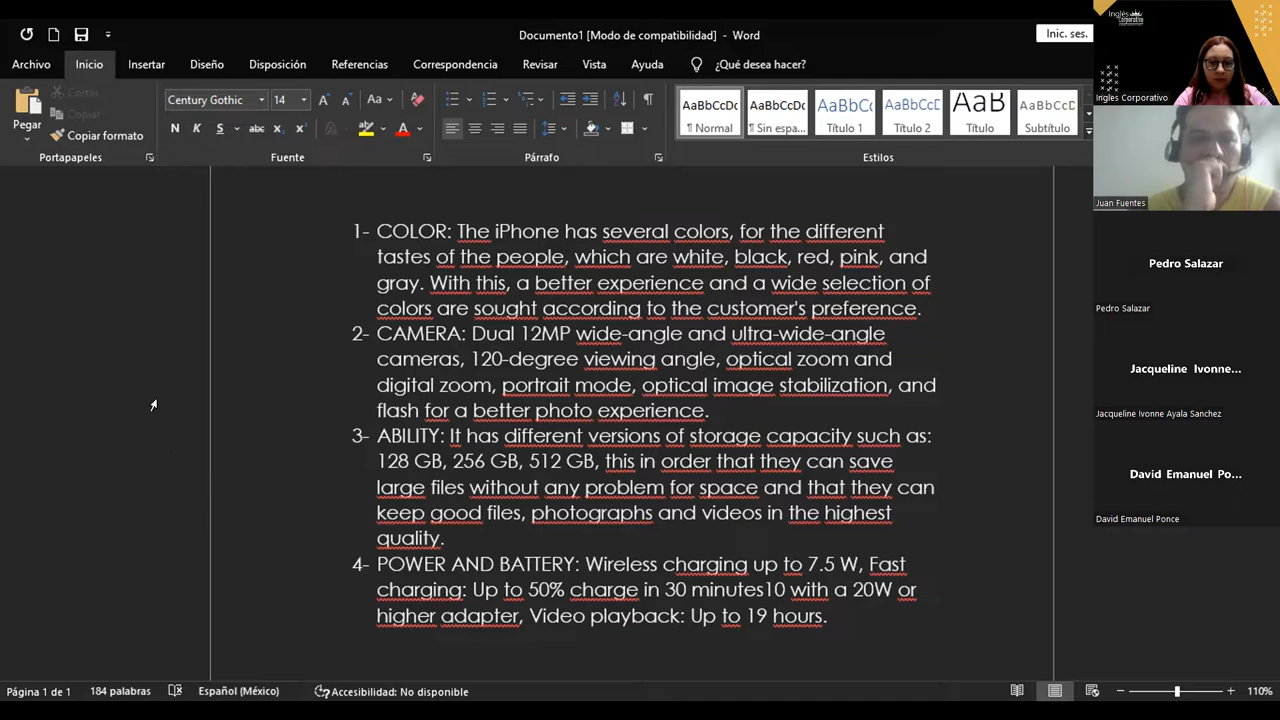 Documento1 [Modo de compatibilidad] - Word
Inic. ses.
Archivo Inicio Insertar Diseño Disposición Referencias Correspondencia Revisar Vista Ayuda ¿Qué desea hacer?
Pegar
Cortar
Copiar
Copiar formato
Portapapeles
Century Gothic 14
N K S abc x₂ x²
Fuente
Párrafo
AaBbCcDc AaBbCcDc AaBbCcD AaBbCcD AaB AaBbCcD
¶ Normal ¶ Sin espa... Título 1 Título 2 Título Subtítulo
Estilos
1- COLOR: The iPhone has several colors, for the different
tastes of the people, which are white, black, red, pink, and
gray. With this, a better experience and a wide selection of
colors are sought according to the customer's preference.
2- CAMERA: Dual 12MP wide-angle and ultra-wide-angle
cameras, 120-degree viewing angle, optical zoom and
digital zoom, portrait mode, optical image stabilization, and
flash for a better photo experience.
3- ABILITY: It has different versions of storage capacity such as:
128 GB, 256 GB, 512 GB, this in order that they can save
large files without any problem for space and that they can
keep good files, photographs and videos in the highest
quality.
4- POWER AND BATTERY: Wireless charging up to 7.5 W, Fast
charging: Up to 50% charge in 30 minutes10 with a 20W or
higher adapter, Video playback: Up to 19 hours.
Página 1 de 1 184 palabras Español (México) Accesibilidad: No disponible 110%
Inglés
Corporativo
Ingles Corporativo
Juan Fuentes
Pedro Salazar
Pedro Salazar
Jacqueline Ivonne...
Jacqueline Ivonne Ayala Sanchez
David Emanuel Po...
David Emanuel Ponce